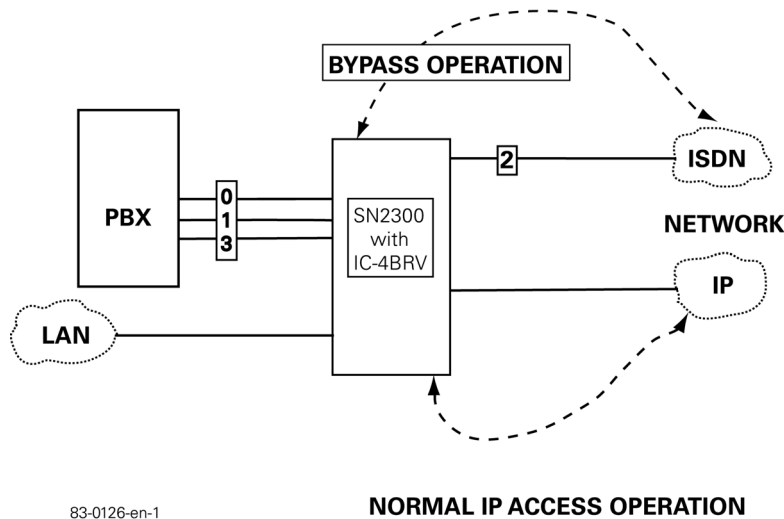 BYPASS OPERATION
2
ISDN
PBX
0
1
3
SN2300
with
IC-4BRV
NETWORK
IP
LAN
83-0126-en-1
NORMAL IP ACCESS OPERATION